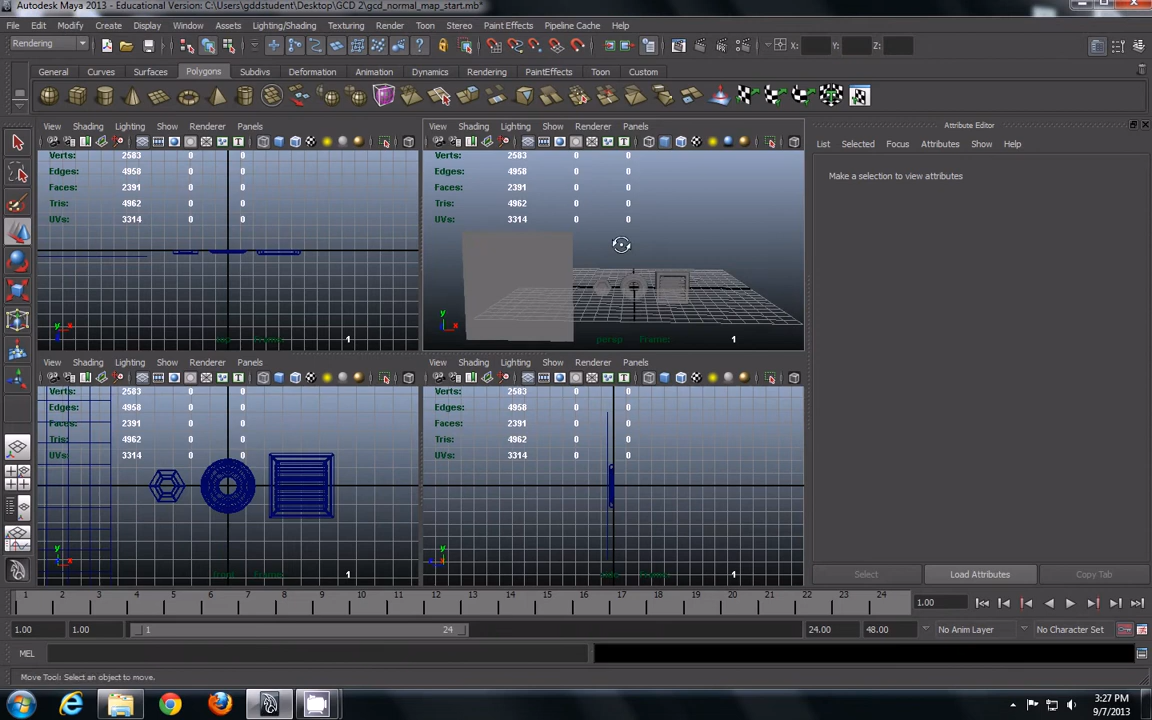 Autodesk Maya 2013 - Educational Version: C:\Users\gddstudent\Desktop\GCD 2\gcd_normal_map_start.mb*
File Edit Modify Create Display Window Assets Lighting/Shading Texturing Render Toon Stereo Paint Effects Pipeline Cache Help
Rendering X: Y: Z:
General Curves Surfaces Polygons Subdivs Deformation Animation Dynamics Rendering PaintEffects Toon Muscle Custom
View Shading Lighting Show Renderer Panels
Verts: 2583 0 0
Edges: 4958 0 0
Faces: 2391 0 0
Tris: 4962 0 0
UVs: 3314 0 0
y x
1
View Shading Lighting Show Renderer Panels
Verts: 2583 0 0
Edges: 4958 0 0
Faces: 2391 0 0
Tris: 4962 0 0
UVs: 3314 0 0
y x
persp Frame: 1
View Shading Lighting Show Renderer Panels
Verts: 2583 0 0
Edges: 4958 0 0
Faces: 2391 0 0
Tris: 4962 0 0
UVs: 3314 0 0
y x
front Frame: 1
View Shading Lighting Show Renderer Panels
Verts: 2583 0 0
Edges: 4958 0 0
Faces: 2391 0 0
Tris: 4962 0 0
UVs: 3314 0 0
y
1
Attribute Editor
List Selected Focus Attributes Show Help
Make a selection to view attributes
Select Load Attributes Copy Tab
1 2 3 4 5 6 7 8 9 10 11 12 13 14 15 16 17 18 19 20 21 22 23 24 1.00
1.00 1.00 1 24 24.00 48.00 No Anim Layer No Character Set
MEL
Move Tool: Select an object to move.
3:27 PM
9/7/2013